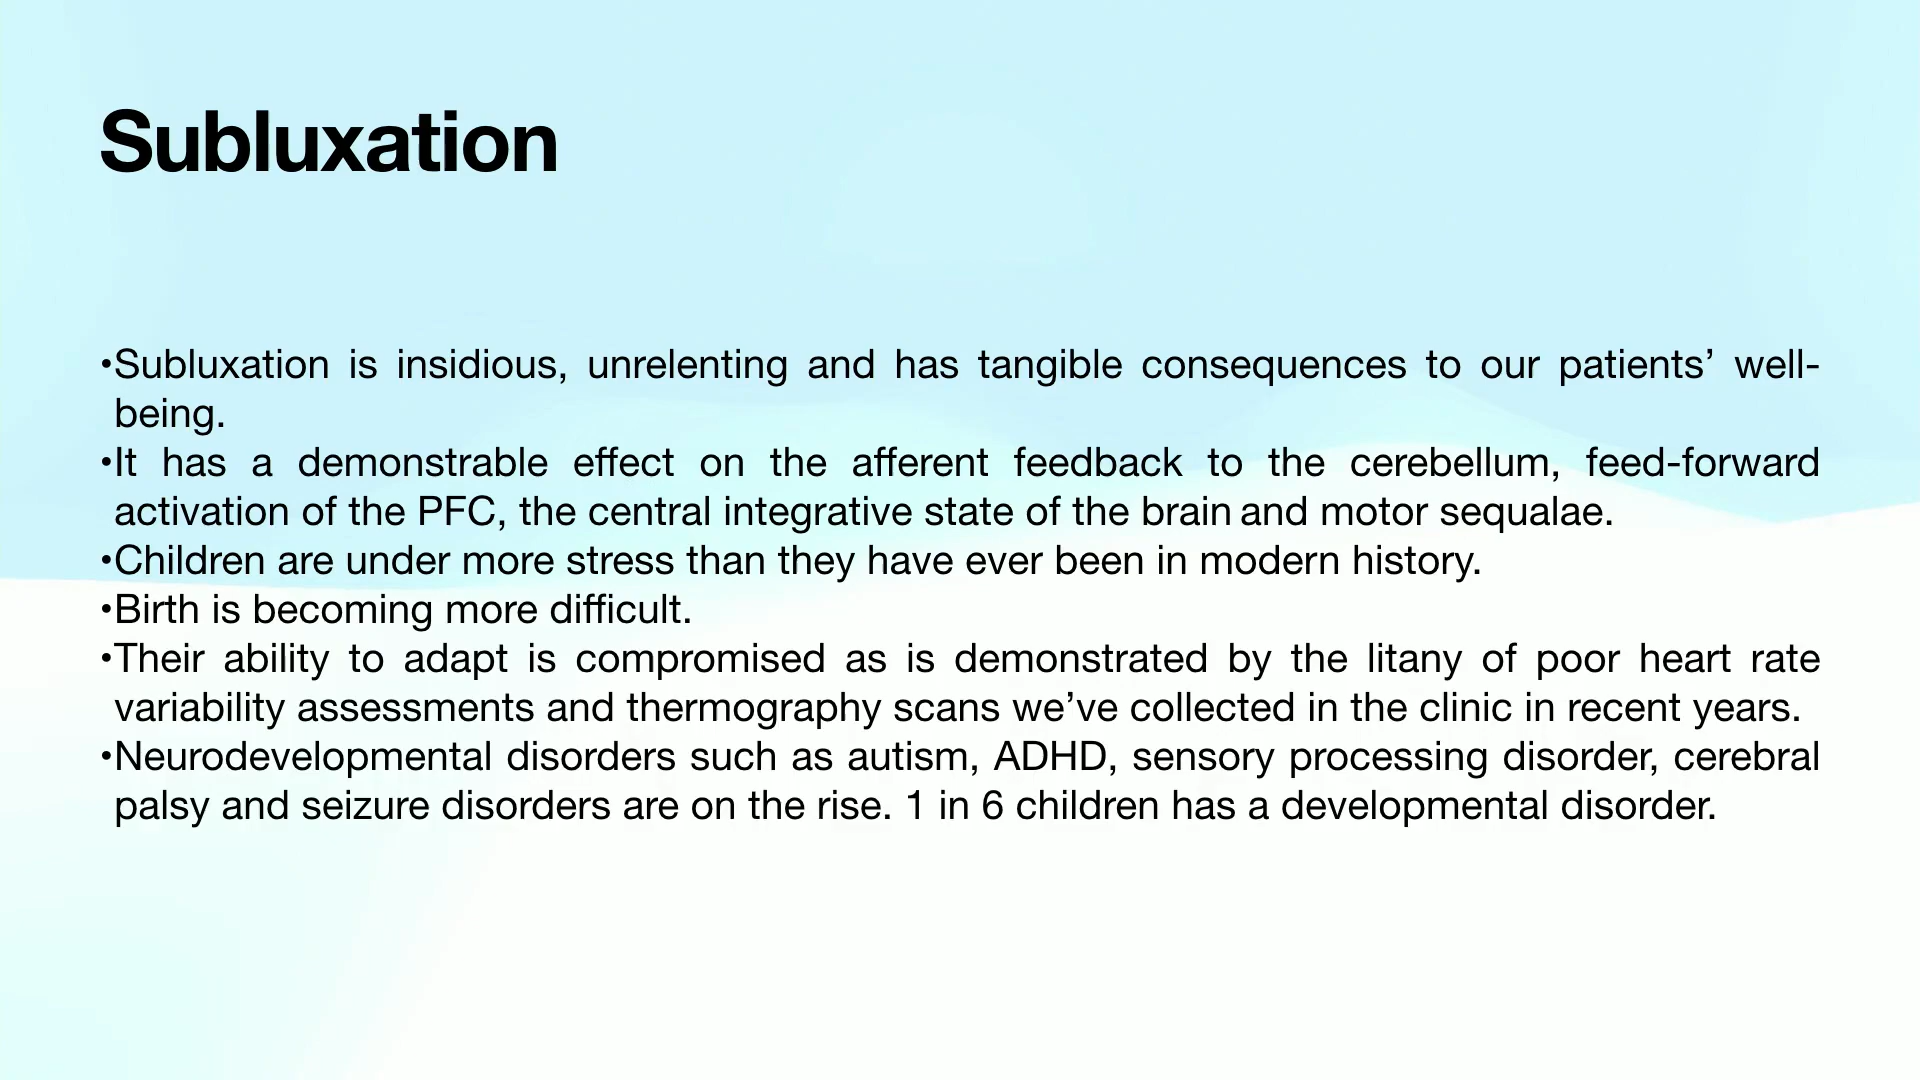 Subluxation
•Subluxation is insidious, unrelenting and has tangible consequences to our patients’ well-
being.
•It has a demonstrable effect on the afferent feedback to the cerebellum, feed-forward
activation of the PFC, the central integrative state of the brain and motor sequalae.
•Children are under more stress than they have ever been in modern history.
•Birth is becoming more difficult.
•Their ability to adapt is compromised as is demonstrated by the litany of poor heart rate
variability assessments and thermography scans we’ve collected in the clinic in recent years.
•Neurodevelopmental disorders such as autism, ADHD, sensory processing disorder, cerebral
palsy and seizure disorders are on the rise. 1 in 6 children has a developmental disorder.